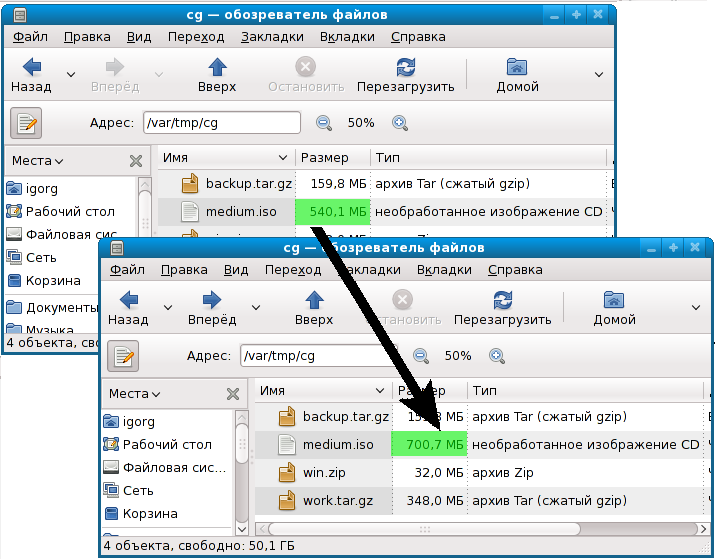 cg — обозреватель файлов
Файл Правка Вид Переход Закладки Вкладки Справка
Назад Вперёд Вверх Остановить Перезагрузить Домой
Адрес: /var/tmp/cg 50%
Места Имя Размер Тип
igorg backup.tar.gz 159,8 МБ архив Tar (сжатый gzip)
Рабочий стол medium.iso 540,1 МБ необработанное изображение CD
Файловая сис
Сеть
Корзина
Документы
Музыка
4 объекта,
cg — обозреватель файлов
Файл Правка Вид Переход Вкладки Справка
Назад Вперёд Вверх Перезагрузить Домой
Адрес: /var/tmp/cg 50%
Места Имя Размер Тип
igorg backup.tar.gz МБ архив Tar (сжатый gzip)
Рабочий стол medium.iso 700,7 МБ необработанное изображение CD
Файловая сис... win.zip 32,0 МБ архив Zip
Сеть work.tar.gz 348,0 МБ архив Tar (сжатый gzip)
Корзина
4 объекта, свободно: 50,1 ГБ